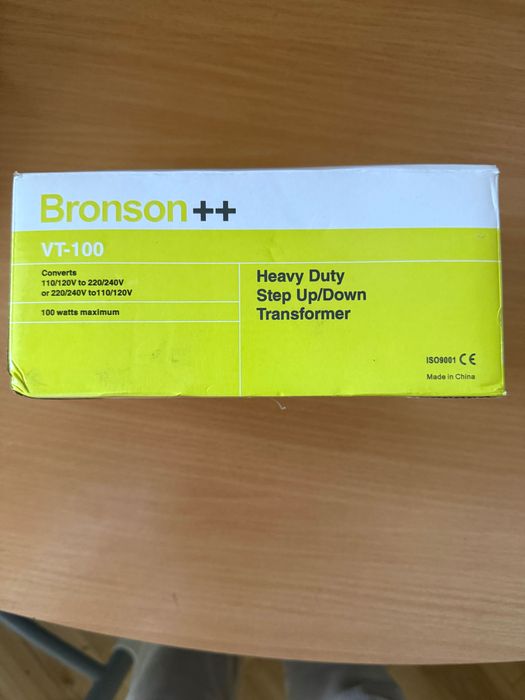 Bronson++
VT-100
Converts
110/120V to 220/240V
or 220/240V to110/120V
100 watts maximum
Heavy Duty
Step Up/Down
Transformer
ISO9001 CE
Made in China